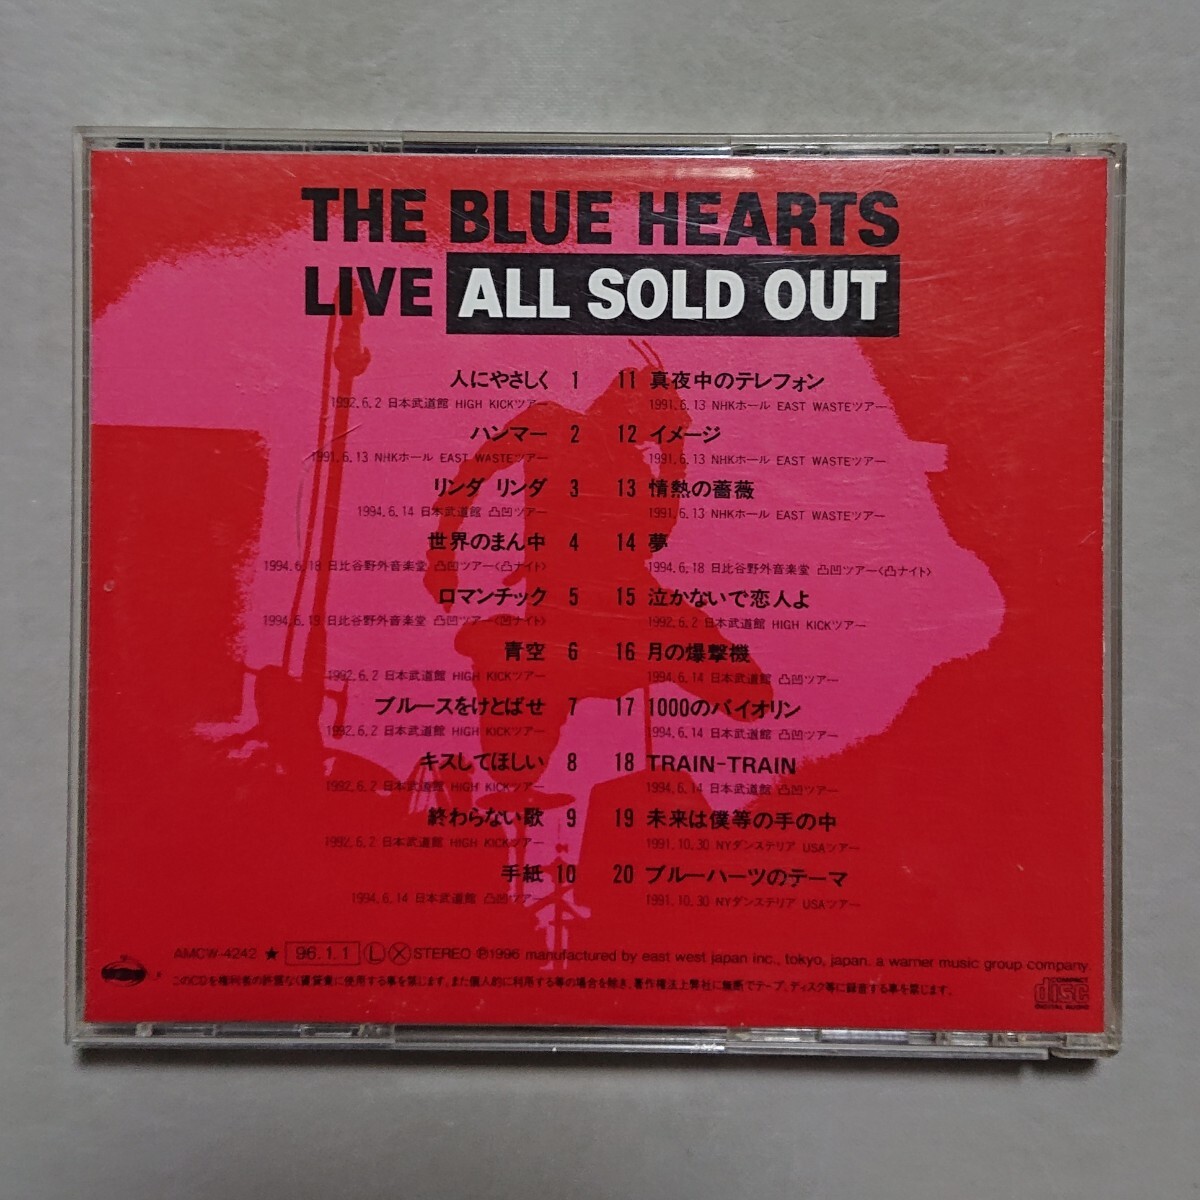 THE BLUE HEARTS
LIVE ALL SOLD OUT
人にやさしく 1
1992.6.2 日本武道館 HIGH KICKツアー
ハンマー 2
1991.6.13 NHKホール EAST WASTEツアー
リンダ リンダ 3
1994.6.14 日本武道館 凸凹ツアー
世界のまん中 4
1994.6.18 日比谷野外音楽堂 凸凹ツアー〈凸ナイト〉
ロマンチック 5
1994.6.19 日比谷野外音楽堂 凸凹ツアー〈凹ナイト〉
青空 6
1992.6.2 日本武道館 HIGH KICKツアー
ブルースをけとばせ 7
1992.6.2 日本武道館 HIGH KICKツアー
キスしてほしい 8
1992.6.2 日本武道館 HIGH KICKツアー
終わらない歌 9
1992.6.2 日本武道館 HIGH KICKツアー
手紙 10
1994.6.14 日本武道館 凸凹ツアー
11 真夜中のテレフォン
1991.6.13 NHKホール EAST WASTEツアー
12 イメージ
1991.6.13 NHKホール EAST WASTEツアー
13 情熱の薔薇
1991.6.13 NHKホール EAST WASTEツアー
14 夢
1994.6.18 日比谷野外音楽堂 凸凹ツアー〈凸ナイト〉
15 泣かないで恋人よ
1992.6.2 日本武道館 HIGH KICKツアー
16 月の爆撃機
1994.6.14 日本武道館 凸凹ツアー
17 1000のバイオリン
1994.6.14 日本武道館 凸凹ツアー
18 TRAIN-TRAIN
1994.6.14 日本武道館 凸凹ツアー
19 未来は僕等の手の中
1991.10.30 NYダンステリア USAツアー
20 ブルーハーツのテーマ
1991.10.30 NYダンステリア USAツアー
AMCW-4242 ★ 96.1.1 Ⓛ Ⓧ STEREO ℗1996 manufactured by east west japan inc., tokyo, japan. a warner music group company
このCDを権利者の許諾なく賃貸業に使用する事を禁じます。また個人的に利用する等の場合を除き、著作権法上弊社に無断でテープ、ディスク等に録音する事を禁じます。
COMPACT
disc
DIGITAL AUDIO